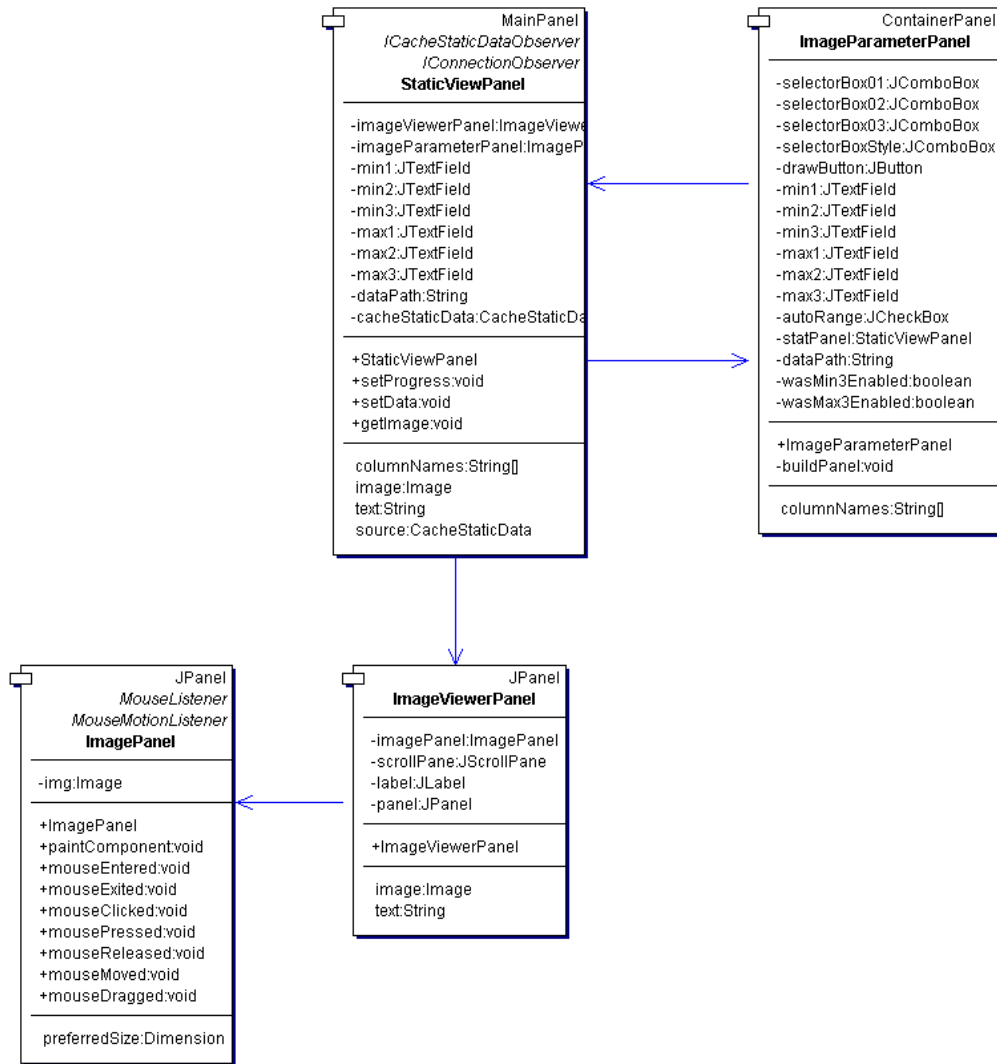 MainPanel
ICacheStaticDataObserver
IConnectionObserver
StaticViewPanel
-imageViewerPanel:ImageViewe
-imageParameterPanel:ImageP
-min1:JTextField
-min2:JTextField
-min3:JTextField
-max1:JTextField
-max2:JTextField
-max3:JTextField
-dataPath:String
-cacheStaticData:CacheStaticDa
+StaticViewPanel
+setProgress:void
+setData:void
+getImage:void
columnNames:String[]
image:Image
text:String
source:CacheStaticData
ContainerPanel
ImageParameterPanel
-selectorBox01:JComboBox
-selectorBox02:JComboBox
-selectorBox03:JComboBox
-selectorBoxStyle:JComboBox
-drawButton:JButton
-min1:JTextField
-min2:JTextField
-min3:JTextField
-max1:JTextField
-max2:JTextField
-max3:JTextField
-autoRange:JCheckBox
-statPanel:StaticViewPanel
-dataPath:String
-wasMin3Enabled:boolean
-wasMax3Enabled:boolean
+ImageParameterPanel
-buildPanel:void
columnNames:String[]
JPanel
MouseListener
MouseMotionListener
ImagePanel
-img:Image
+ImagePanel
+paintComponent:void
+mouseEntered:void
+mouseExited:void
+mouseClicked:void
+mousePressed:void
+mouseReleased:void
+mouseMoved:void
+mouseDragged:void
preferredSize:Dimension
JPanel
ImageViewerPanel
-imagePanel:ImagePanel
-scrollPane:JScrollPane
-label:JLabel
-panel:JPanel
+ImageViewerPanel
image:Image
text:String